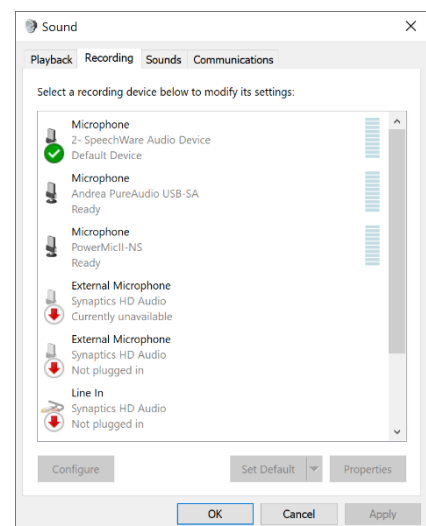 Sound
Playback Recording Sounds Communications
Select a recording device below to modify its settings:
Microphone
2- SpeechWare Audio Device
Default Device
Microphone
Andrea PureAudio USB-SA
Ready
Microphone
PowerMicII-NS
Ready
External Microphone
Synaptics HD Audio
Currently unavailable
External Microphone
Synaptics HD Audio
Not plugged in
Line In
Synaptics HD Audio
Not plugged in
Configure Set Default Properties
OK Cancel Apply